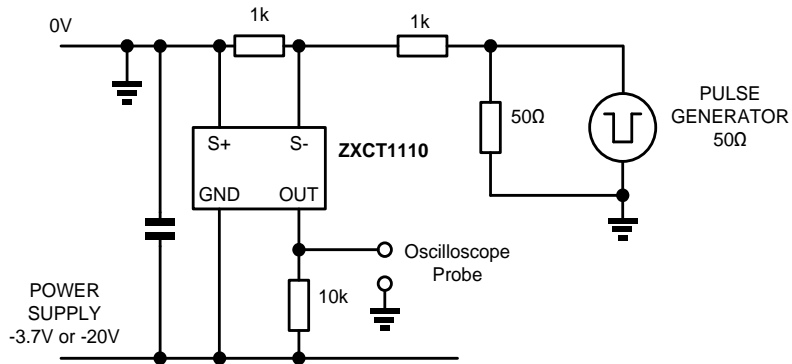 0V
1k
1k
S+
S-
ZXCT1110
GND
OUT
50Ω
PULSE
GENERATOR
50Ω
Oscilloscope
Probe
10k
POWER
SUPPLY
-3.7V or -20V